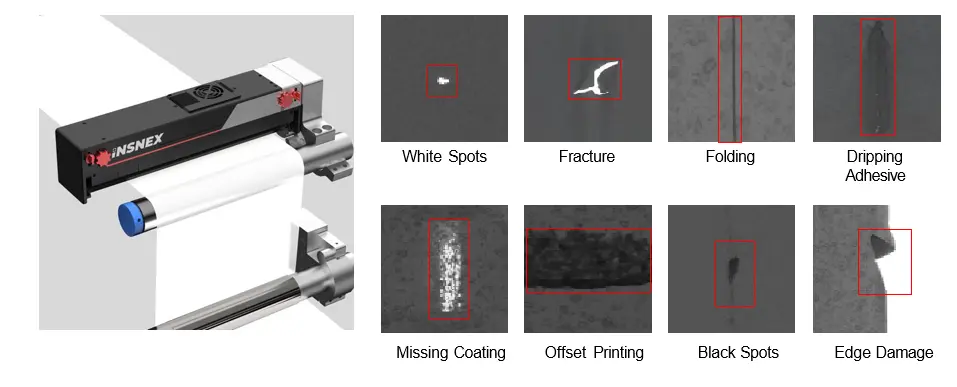 iNSNEX
White Spots
Fracture
Folding
Dripping
Adhesive
Missing Coating
Offset Printing
Black Spots
Edge Damage